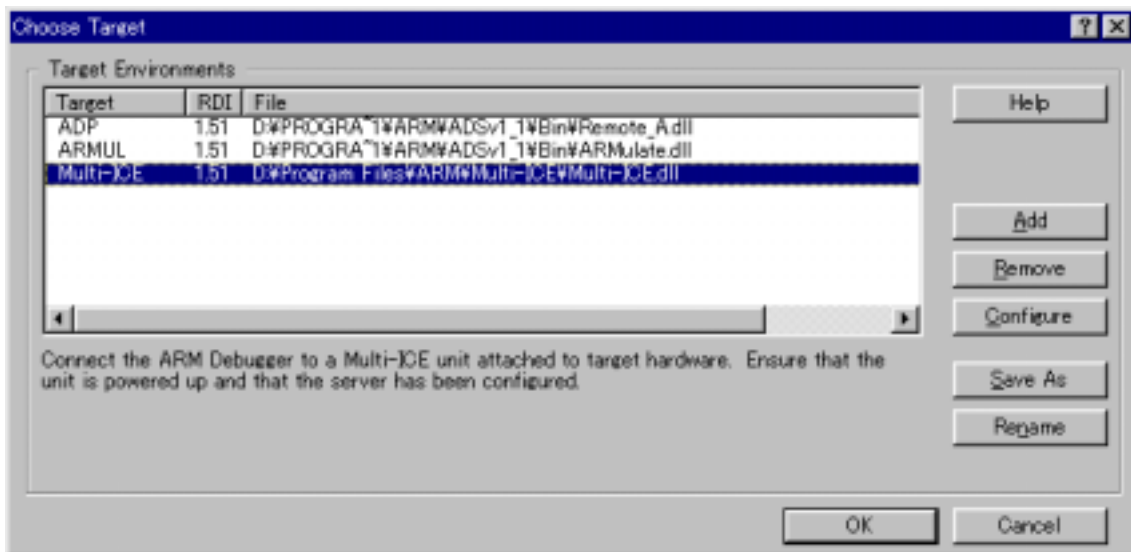 Choose Target
Target Environments
Target RDI File
ADP 1.51 D:¥PROGRA~1¥ARM¥ADSv1_1¥Bin¥Remote_A.dll
ARMUL 1.51 D:¥PROGRA~1¥ARM¥ADSv1_1¥Bin¥ARMulate.dll
Multi-ICE 1.51 D:¥Program Files¥ARM¥Multi-ICE¥Multi-ICE.dll
Connect the ARM Debugger to a Multi-ICE unit attached to target hardware. Ensure that the
unit is powered up and that the server has been configured.
Help
Add
Remove
Configure
Save As
Rename
OK Cancel